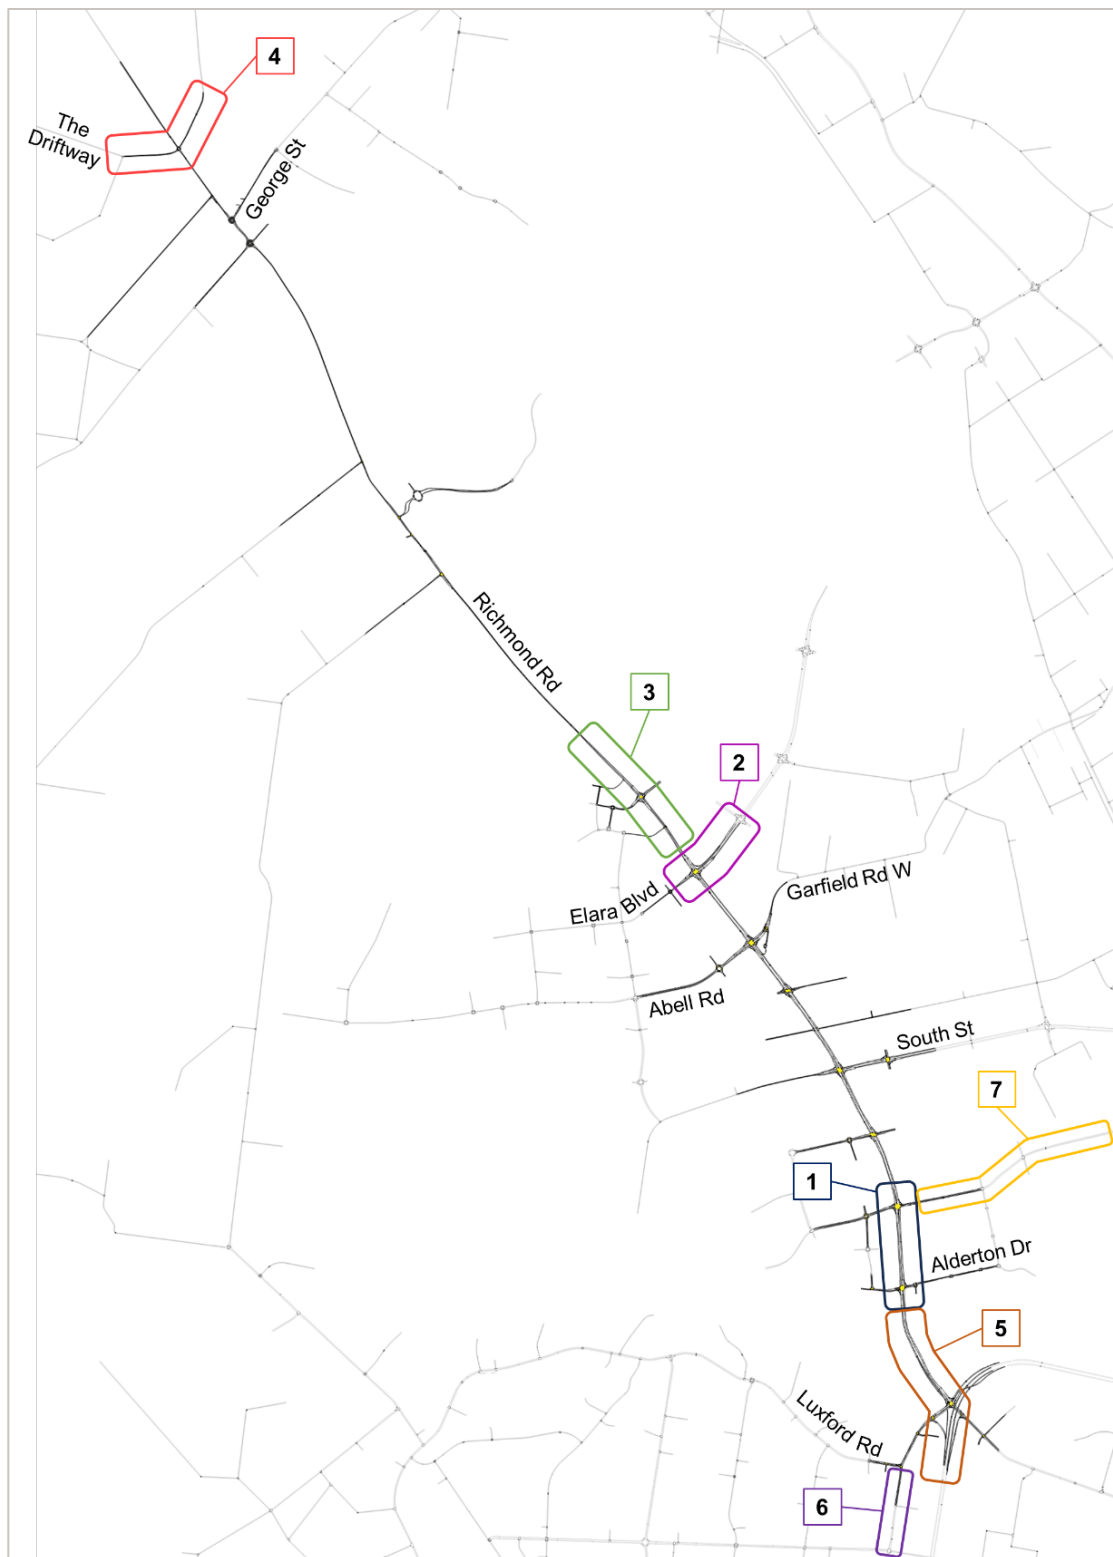 4
The
Driftway
George St
Richmond Rd
3
2
Garfield Rd W
Elara Blvd
Abell Rd
South St
7
1
Alderton Dr
5
Luxford Rd
6